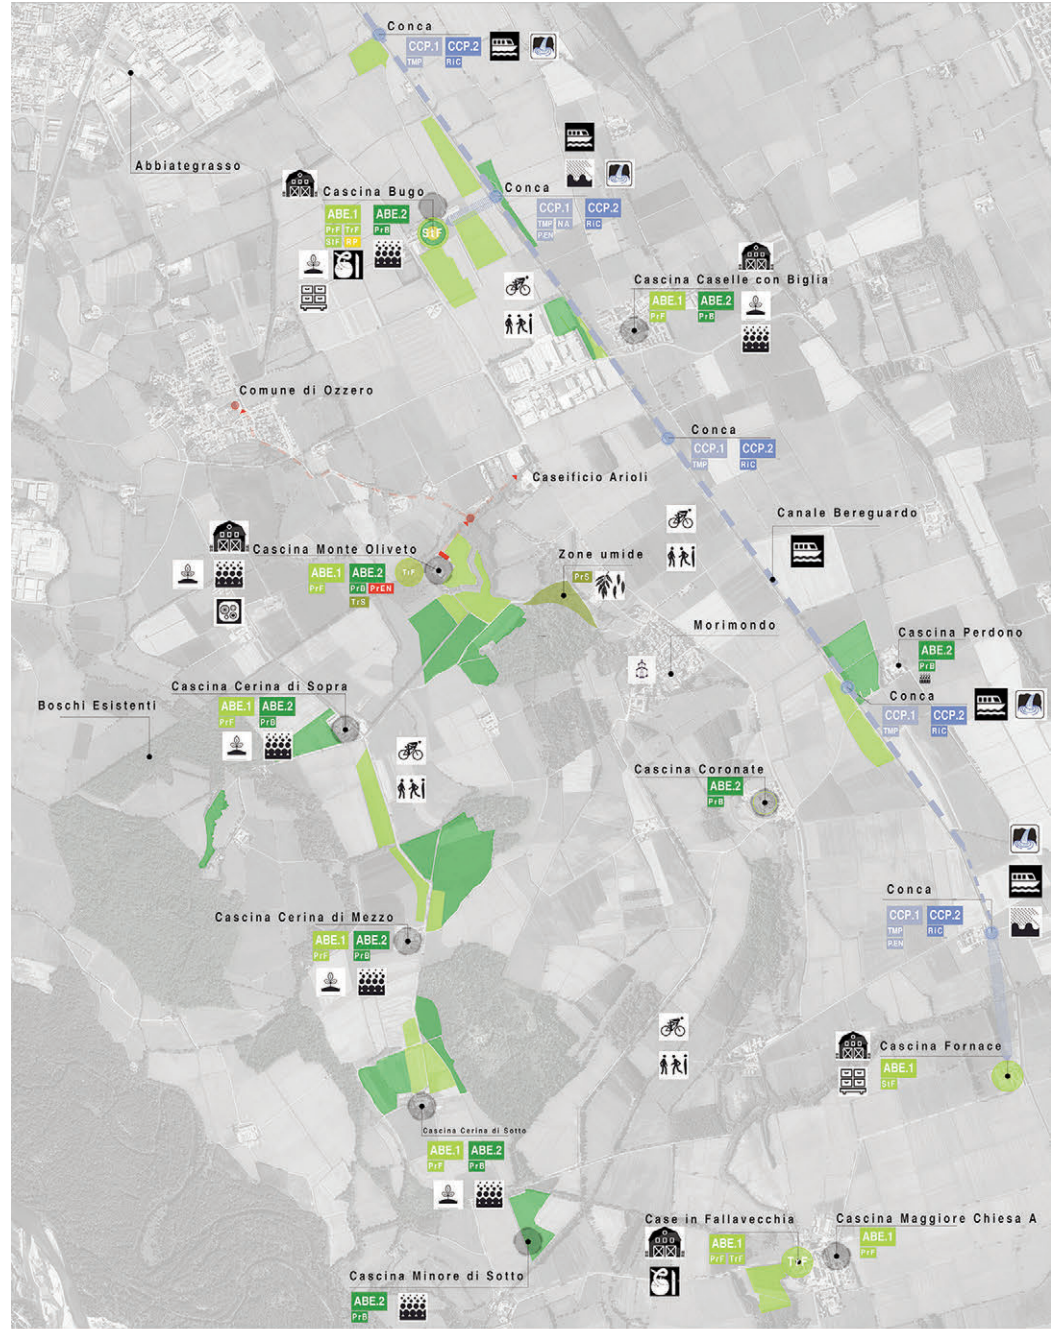 Conca
CCP.1 CCP.2
TMP RiC
Abbiategrasso
Cascina Bugo
ABE.1 ABE.2
PrF TrF PrB
StF BP
StF
Conca
CCP.1 CCP.2
TMP NA RiC
P.EN
Cascina Caselle con Biglia
ABE.1 ABE.2
PrF PrB
Comune di Ozzero
Conca
CCP.1 CCP.2
TMP RiC
Caseificio Arioli
Canale Bereguardo
Cascina Monte Oliveto
ABE.1 ABE.2
PrF PrB PrEN
TrS
TrF
Zone umide
PrS
Morimondo
Cascina Perdono
ABE.2
PrB
Cascina Cerina di Sopra
ABE.1 ABE.2
PrF PrB
Boschi Esistenti
Conca
CCP.1 CCP.2
TMP RiC
Cascina Coronate
ABE.2
PrB
Conca
CCP.1 CCP.2
TMP RiC
P.EN
Cascina Cerina di Mezzo
ABE.1 ABE.2
PrF PrB
Cascina Fornace
ABE.1
StF
Cascina Cerina di Sotto
ABE.1 ABE.2
PrF PrB
Case in Fallavecchia
ABE.1
PrF TrF
TrF
Cascina Maggiore Chiesa A
ABE.1
PrF
Cascina Minore di Sotto
ABE.2
PrB